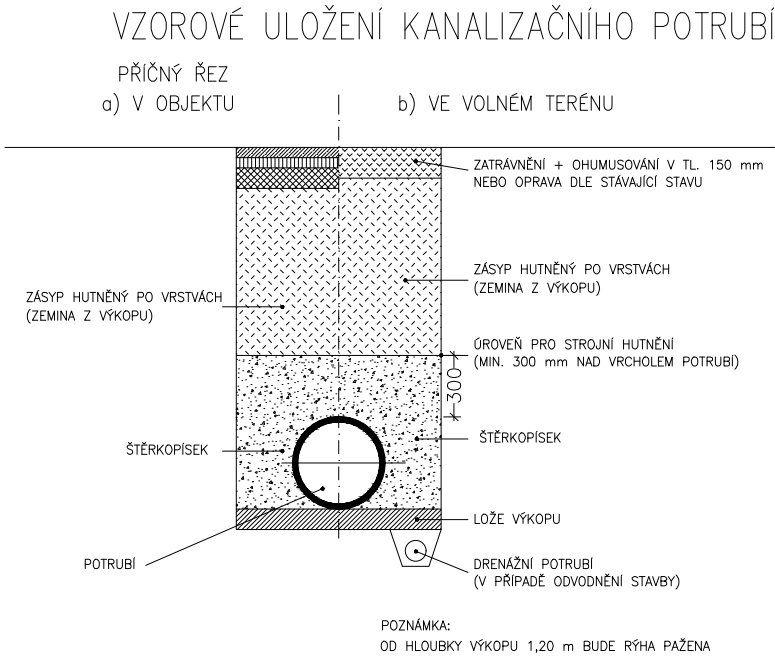 VZOROVÉ ULOŽENÍ KANALIZAČNÍHO POTRUBÍ
PŘÍČNÝ ŘEZ
a) V OBJEKTU
b) VE VOLNÉM TERÉNU
ZATRÁVNĚNÍ + OHUMUSOVÁNÍ V TL. 150 mm
NEBO OPRAVA DLE STÁVAJÍCÍ STAVU
ZÁSYP HUTNĚNÝ PO VRSTVÁCH
(ZEMINA Z VÝKOPU)
ZÁSYP HUTNĚNÝ PO VRSTVÁCH
(ZEMINA Z VÝKOPU)
ÚROVEŇ PRO STROJNÍ HUTNĚNÍ
(MIN. 300 mm NAD VRCHOLEM POTRUBÍ)
300
ŠTĚRKOPÍSEK
ŠTĚRKOPÍSEK
LOŽE VÝKOPU
POTRUBÍ
DRENÁŽNÍ POTRUBÍ
(V PŘÍPADĚ ODVODNĚNÍ STAVBY)
POZNÁMKA:
OD HLOUBKY VÝKOPU 1,20 m BUDE RÝHA PAŽENA